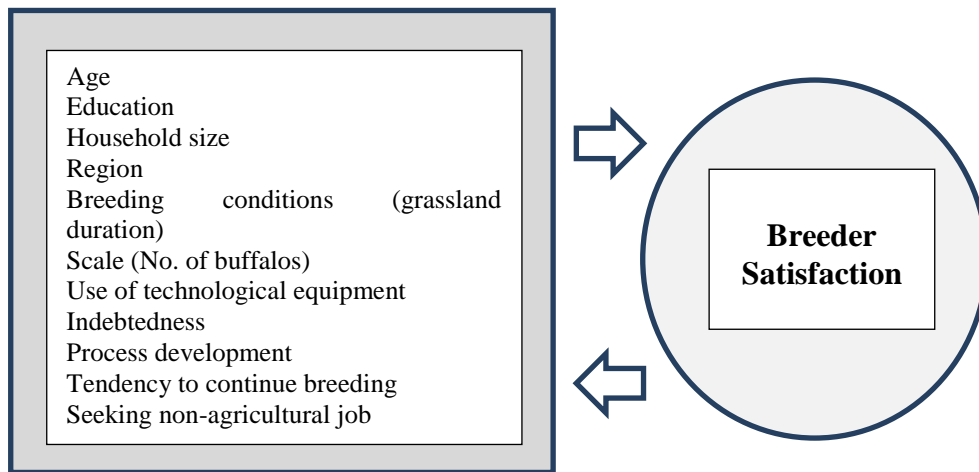 Age
Education
Household size
Region
Breeding conditions (grassland
duration)
Scale (No. of buffalos)
Use of technological equipment
Indebtedness
Process development
Tendency to continue breeding
Seeking non-agricultural job
Breeder
Satisfaction